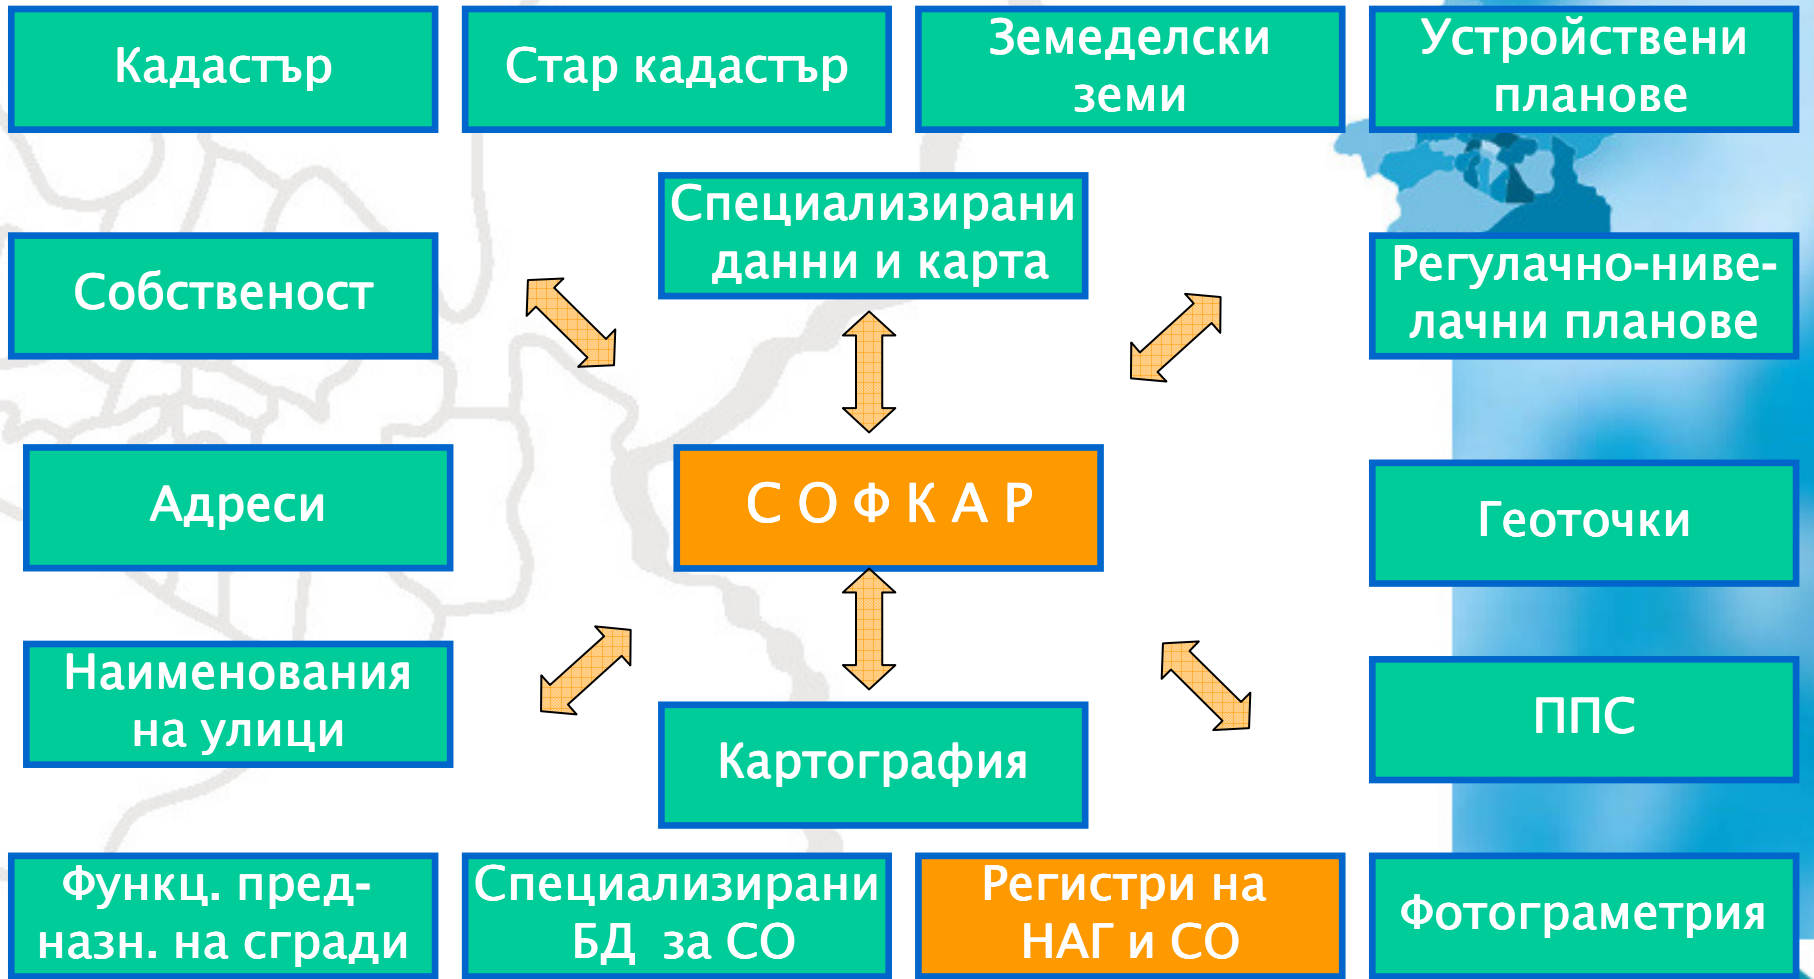 Кадастър
Стар кадастър
Земеделски
земи
Устройствени
планове
Специализирани
данни и карта
Собственост
Регулачно-ниве-
лачни планове
Адреси
С О Ф К А Р
Геоточки
Наименования
на улици
ППС
Картография
Функц. пред-
назн. на сгради
Специализирани
БД за СО
Регистри на
НАГ и СО
Фотограметрия